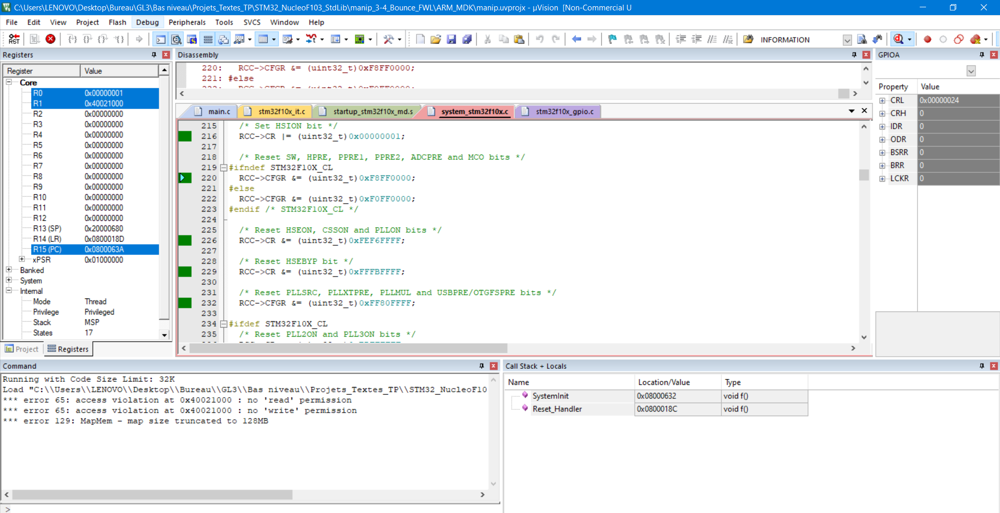 C:\Users\LENOVO\Desktop\Bureau\GL3\Bas niveau\Projets_Textes_TP\STM32_NucleoF103_StdLib\manip_3-4_Bounce_FWL\ARM_MDK\manip.uvprojx - µVision [Non-Commercial U
File Edit View Project Flash Debug Peripherals Tools SVCS Window Help
RST INFORMATION
Registers
Register Value
Core
R0 0x00000001
R1 0x40021000
R2 0x00000000
R3 0x00000000
R4 0x00000000
R5 0x00000000
R6 0x00000000
R7 0x00000000
R8 0x00000000
R9 0x00000000
R10 0x00000000
R11 0x00000000
R12 0x00000000
R13 (SP) 0x20000680
R14 (LR) 0x0800018D
R15 (PC) 0x0800063A
xPSR 0x01000000
Banked
System
Internal
Mode Thread
Privilege Privileged
Stack MSP
States 17
Project Registers
Disassembly
220: RCC->CFGR &= (uint32_t)0xF8FF0000;
221: #else
main.c stm32f10x_it.c startup_stm32f10x_md.s system_stm32f10x.c stm32f10x_gpio.c
215 /* Set HSION bit */
216 RCC->CR |= (uint32_t)0x00000001;
217
218 /* Reset SW, HPRE, PPRE1, PPRE2, ADCPRE and MCO bits */
219 #ifndef STM32F10X_CL
220 RCC->CFGR &= (uint32_t)0xF8FF0000;
221 #else
222 RCC->CFGR &= (uint32_t)0xF0FF0000;
223 #endif /* STM32F10X_CL */
224
225 /* Reset HSEON, CSSON and PLLON bits */
226 RCC->CR &= (uint32_t)0xFEF6FFFF;
227
228 /* Reset HSEBYP bit */
229 RCC->CR &= (uint32_t)0xFFFBFFFF;
230
231 /* Reset PLLSRC, PLLXTPRE, PLLMUL and USBPRE/OTGFSPRE bits */
232 RCC->CFGR &= (uint32_t)0xFF80FFFF;
233
234 #ifdef STM32F10X_CL
235 /* Reset PLL2ON and PLL3ON bits */
GPIOA
Property Value
CRL 0x00000024
CRH 0
IDR 0
ODR 0
BSRR 0
BRR 0
LCKR 0
Command
Running with Code Size Limit: 32K
Load "C:\\Users\\LENOVO\\Desktop\\Bureau\\GL3\\Bas niveau\\Projets_Textes_TP\\STM32_NucleoF10
*** error 65: access violation at 0x40021000 : no 'read' permission
*** error 65: access violation at 0x40021000 : no 'write' permission
*** error 129: MapMem - map size truncated to 128MB
>
Call Stack + Locals
Name Location/Value Type
SystemInit 0x08000632 void f()
Reset_Handler 0x0800018C void f()